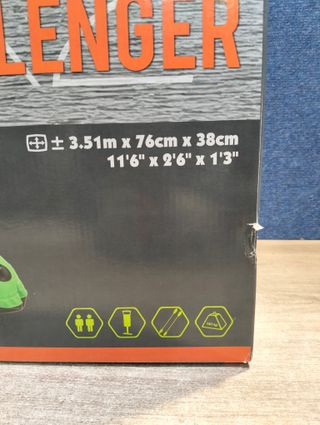 LENGER
± 3.51m x 76cm x 38cm
11'6" x 2'6" x 1'3"